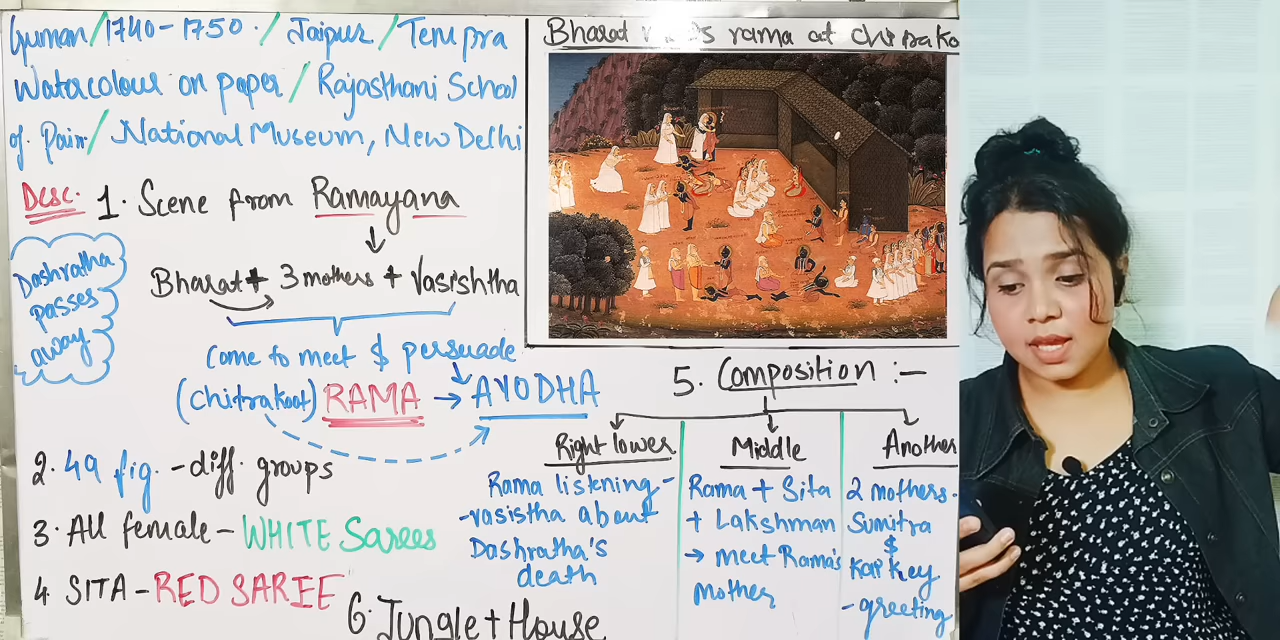 Guman/1740-1750./Jaipur/Tempra
Watercolour on paper/Rajasthani School
of. Pain/National Museum, New Delhi
Desc. 1. Scene from Ramayana
Dashratha
passes
away
Bharat + 3 mothers + Vasishtha
Come to meet & persuade
(chitrakoot) RAMA → AYODHA
2. 49 fig. - diff. groups
3. All female - WHITE Sarees
4. SITA - RED SAREE
Bharat rama at
5. Composition :-
Right lower
Rama listening -
-vasistha about
Dashratha's
death
Middle
Rama + Sita
+ Lakshman
→ meet Rama's
mother
Another
2 mothers.
Sumitra
&
Kaikey
- greeting
6. Jungle + House